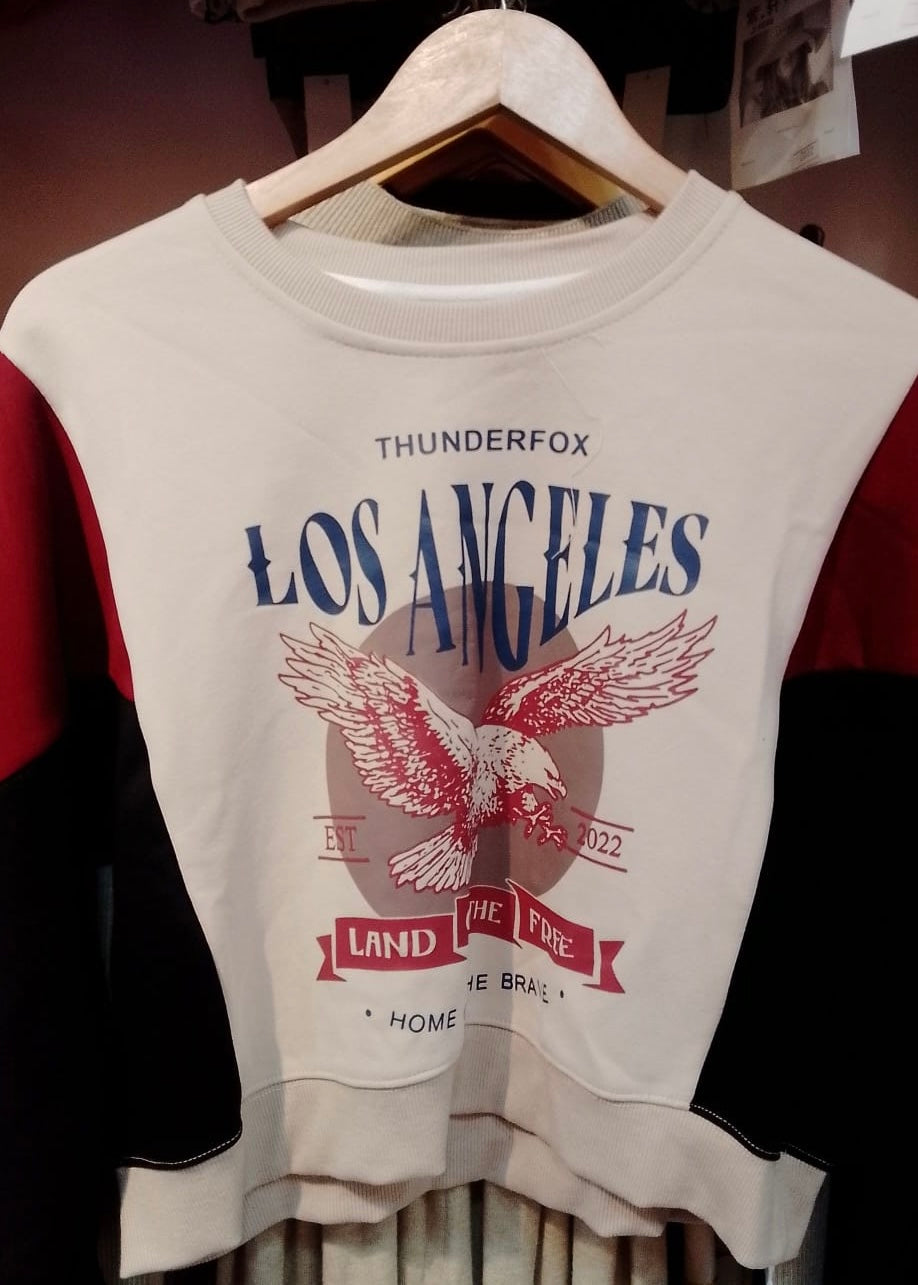 THUNDERFOX
LOS ANGELES
EST 2022
LAND THE FREE
HOME HE BRAVE